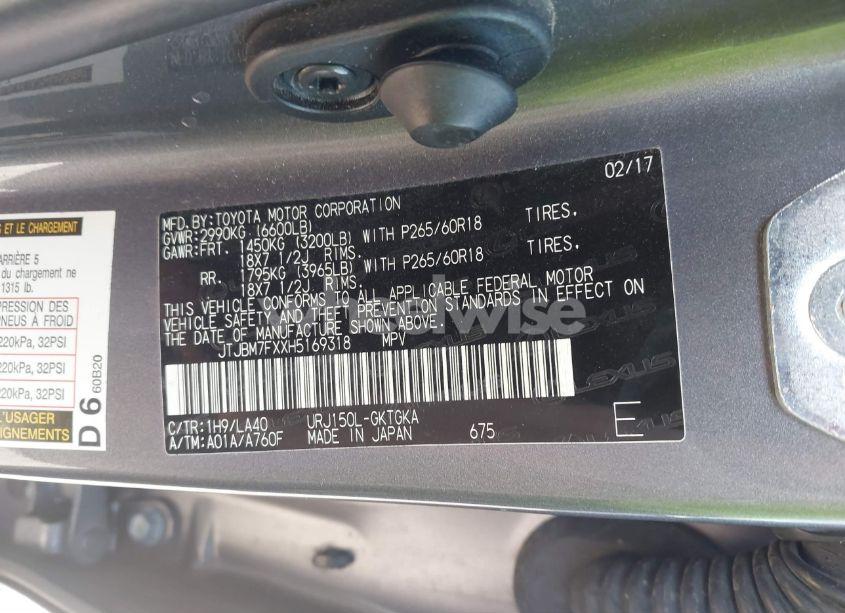 S ET LE CHARGEMENT
ARRIÈRE 5
du chargement ne
1315 lb.
PRESSION DES
PNEUS À FROID
220kPa, 32PSI
220kPa, 32PSI
220kPa, 32PSI
L'USAGER
D 6 60B20
02/17
MFD.BY:TOYOTA MOTOR CORPORATION
GVWR:2990KG (6600LB)
GAWR:FRT. 1450KG (3200LB) WITH P265/60R18 TIRES.
18X7 1/2J RIMS.
RR. 1795KG (3965LB) WITH P265/60R18 TIRES.
18X7 1/2J RIMS.
THIS VEHICLE CONFORMS TO ALL APPLICABLE FEDERAL MOTOR
VEHICLE SAFETY AND THEFT PREVENTION STANDARDS IN EFFECT ON
THE DATE OF MANUFACTURE SHOWN ABOVE.
JTJBM7FXXH5169318 MPV
C/TR:1H9/LA40 URJ150L-GKTGKA
A/TM:A01A/A760F MADE IN JAPAN 675
E
LEXUS